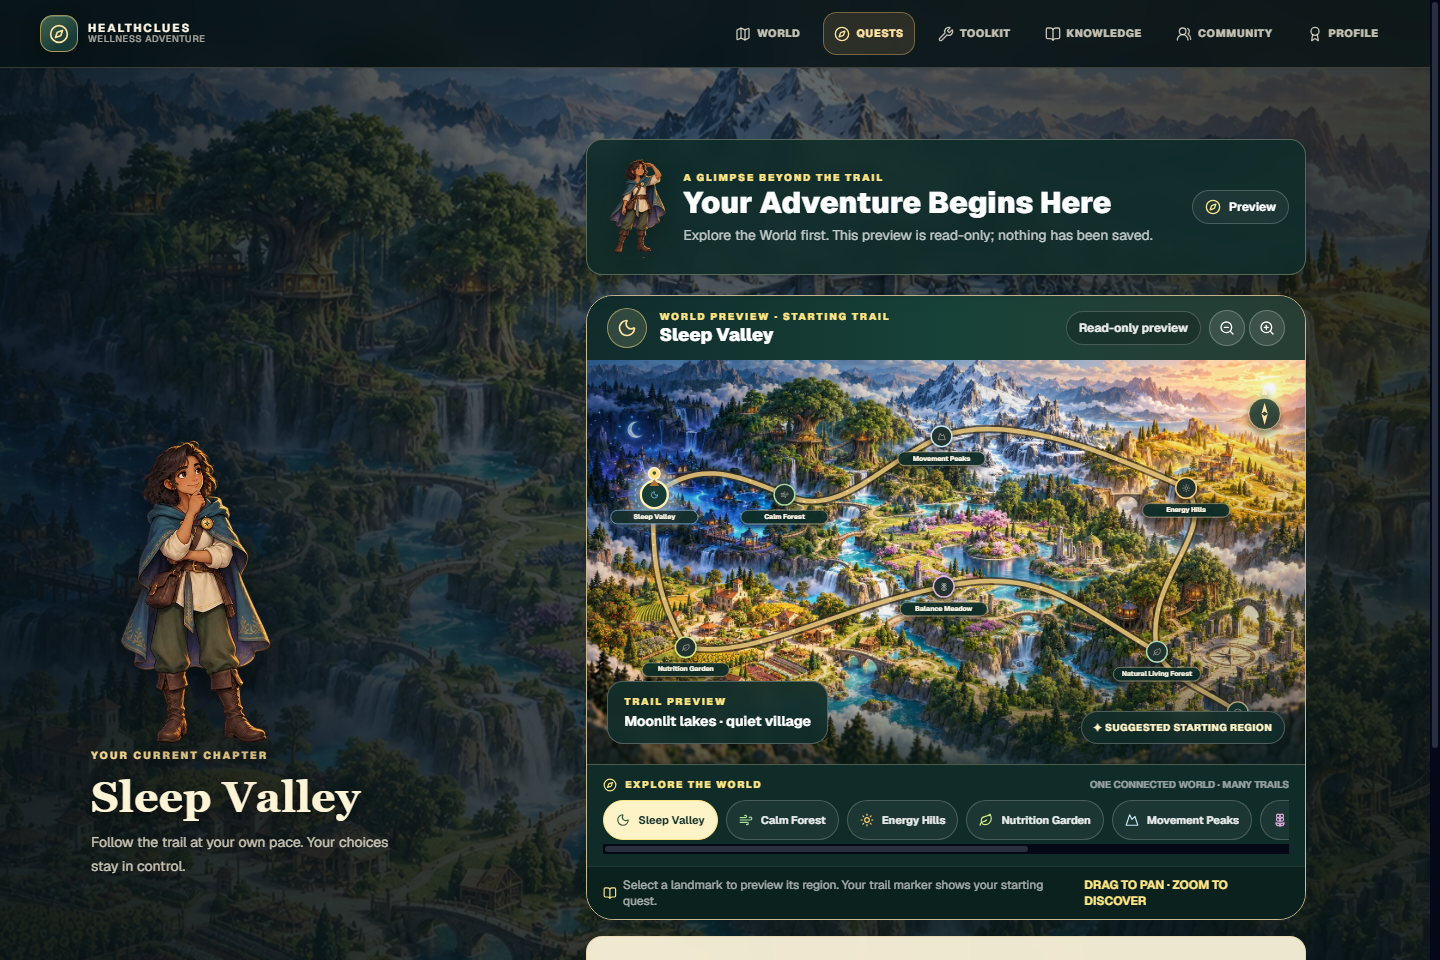 HEALTHCLUES
WELLNESS ADVENTURE
WORLD
QUESTS
TOOLKIT
KNOWLEDGE
COMMUNITY
PROFILE
A GLIMPSE BEYOND THE TRAIL
Your Adventure Begins Here
Explore the World first. This preview is read-only; nothing has been saved.
Preview
WORLD PREVIEW - STARTING TRAIL
Sleep Valley
Read-only preview
Movement Peaks
Sleep Valley
Calm Forest
Energy Hills
Balance Meadow
Nutrition Garden
Natural Living Forest
TRAIL PREVIEW
Moonlit lakes · quiet village
✦ SUGGESTED STARTING REGION
YOUR CURRENT CHAPTER
Sleep Valley
Follow the trail at your own pace. Your choices
stay in control.
EXPLORE THE WORLD
ONE CONNECTED WORLD · MANY TRAILS
Sleep Valley
Calm Forest
Energy Hills
Nutrition Garden
Movement Peaks
Select a landmark to preview its region. Your trail marker shows your starting
quest.
DRAG TO PAN · ZOOM TO
DISCOVER